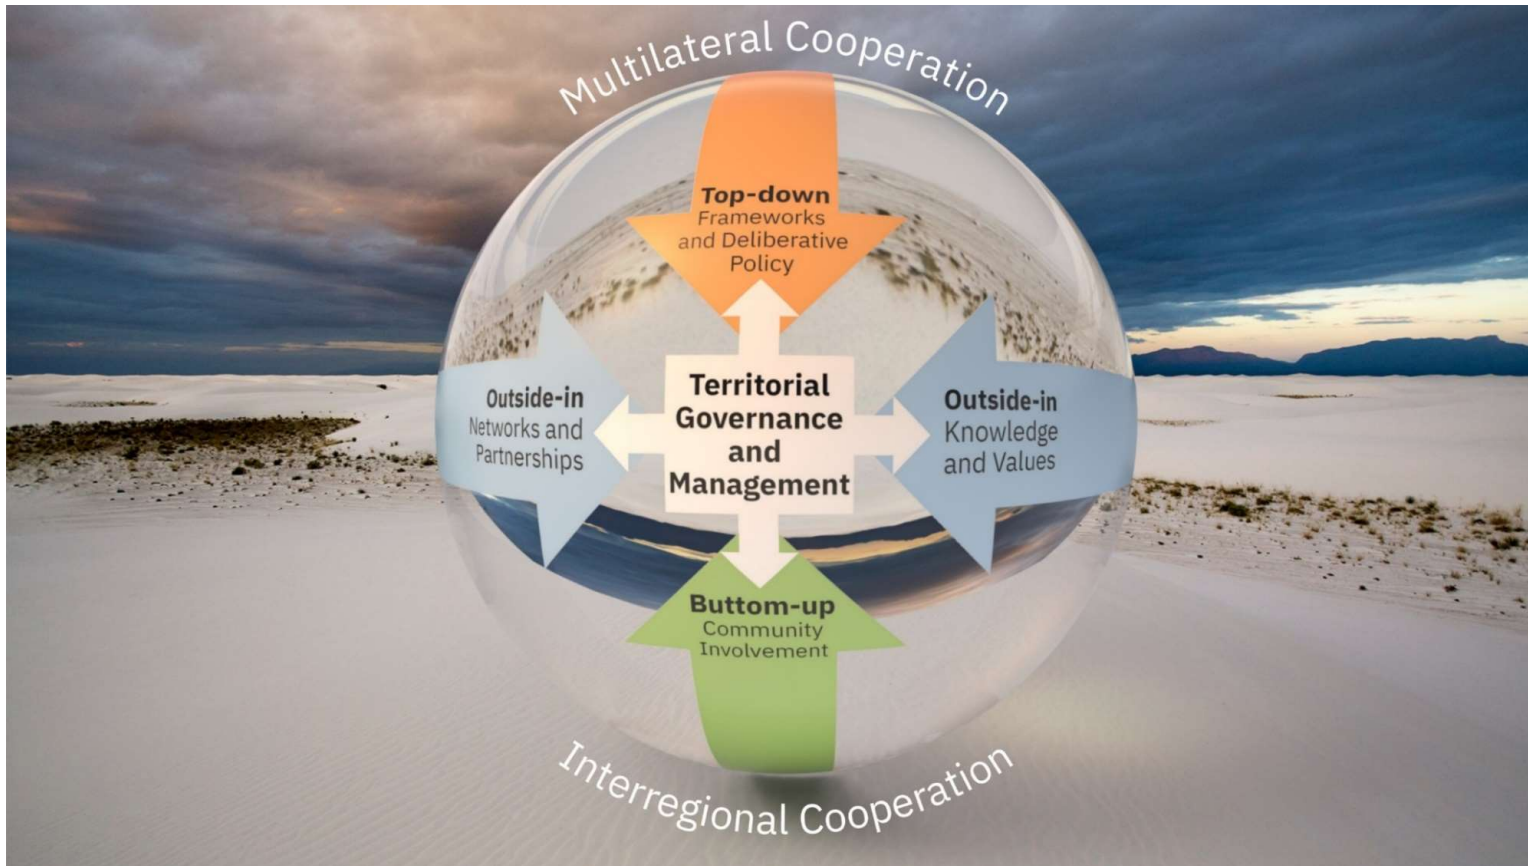 Multilateral Cooperation
Top-down
Frameworks
and Deliberative
Policy
Outside-in
Networks and
Partnerships
Territorial
Governance
and
Management
Outside-in
Knowledge
and Values
Buttom-up
Community
Involvement
Interregional Cooperation